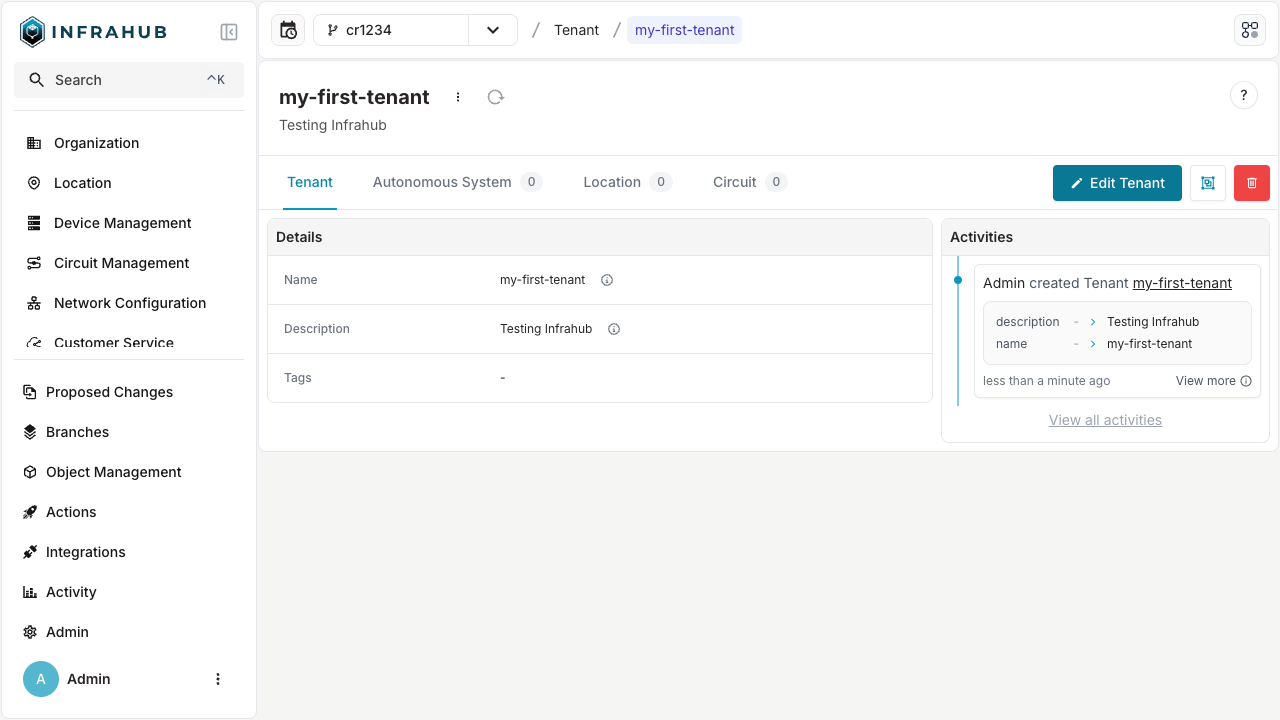 INFRAHUB
Search ^K
Organization
Location
Device Management
Circuit Management
Network Configuration
Customer Service
Proposed Changes
Branches
Object Management
Actions
Integrations
Activity
Admin
A Admin
cr1234 / Tenant / my-first-tenant
my-first-tenant
?
Testing Infrahub
Tenant Autonomous System 0 Location 0 Circuit 0
Edit Tenant
Details
Name my-first-tenant
Description Testing Infrahub
Tags -
Activities
Admin created Tenant my-first-tenant
description - > Testing Infrahub
name - > my-first-tenant
less than a minute ago View more
View all activities